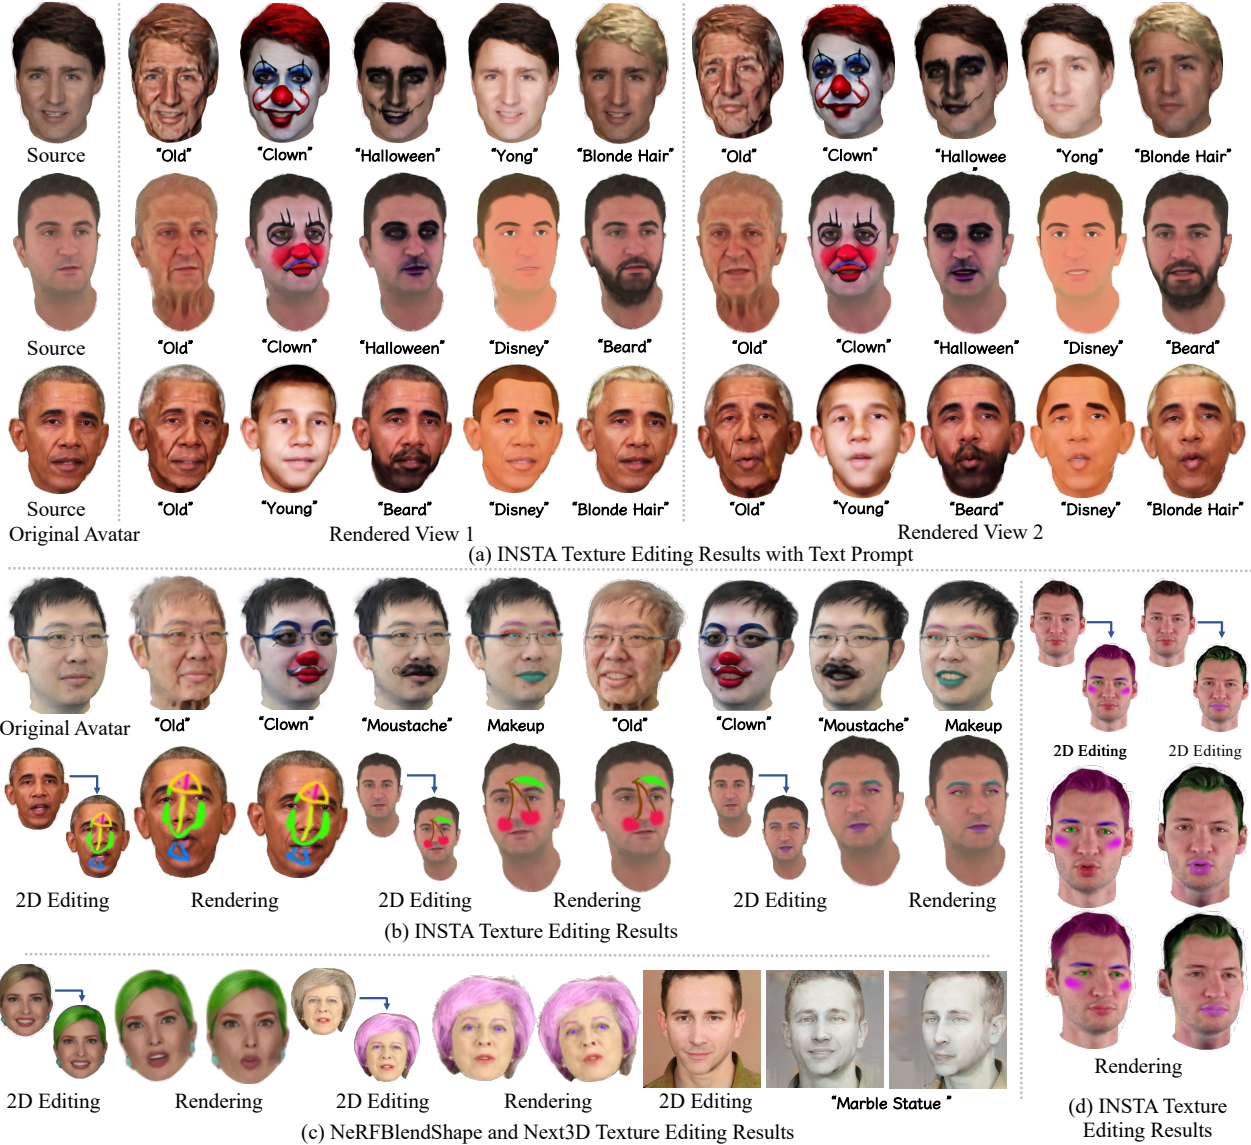 Source “Old” “Clown” “Halloween” “Yong” “Blonde Hair” “Old” “Clown” “Hallowee
” “Yong” “Blonde Hair”
Source “Old” “Clown” “Halloween” “Disney” “Beard” “Old” “Clown” “Halloween” “Disney” “Beard”
Source “Old” “Young” “Beard” “Disney” “Blonde Hair” “Old” “Young” “Beard” “Disney” “Blonde Hair”
Original Avatar Rendered View 1 Rendered View 2
(a) INSTA Texture Editing Results with Text Prompt
Original Avatar “Old” “Clown” “Moustache” Makeup “Old” “Clown” “Moustache” Makeup
2D Editing Rendering 2D Editing Rendering 2D Editing Rendering
(b) INSTA Texture Editing Results
2D Editing Rendering 2D Editing Rendering 2D Editing “Marble Statue ”
(c) NeRFBlendShape and Next3D Texture Editing Results
2D Editing 2D Editing
Rendering
(d) INSTA Texture
Editing Results